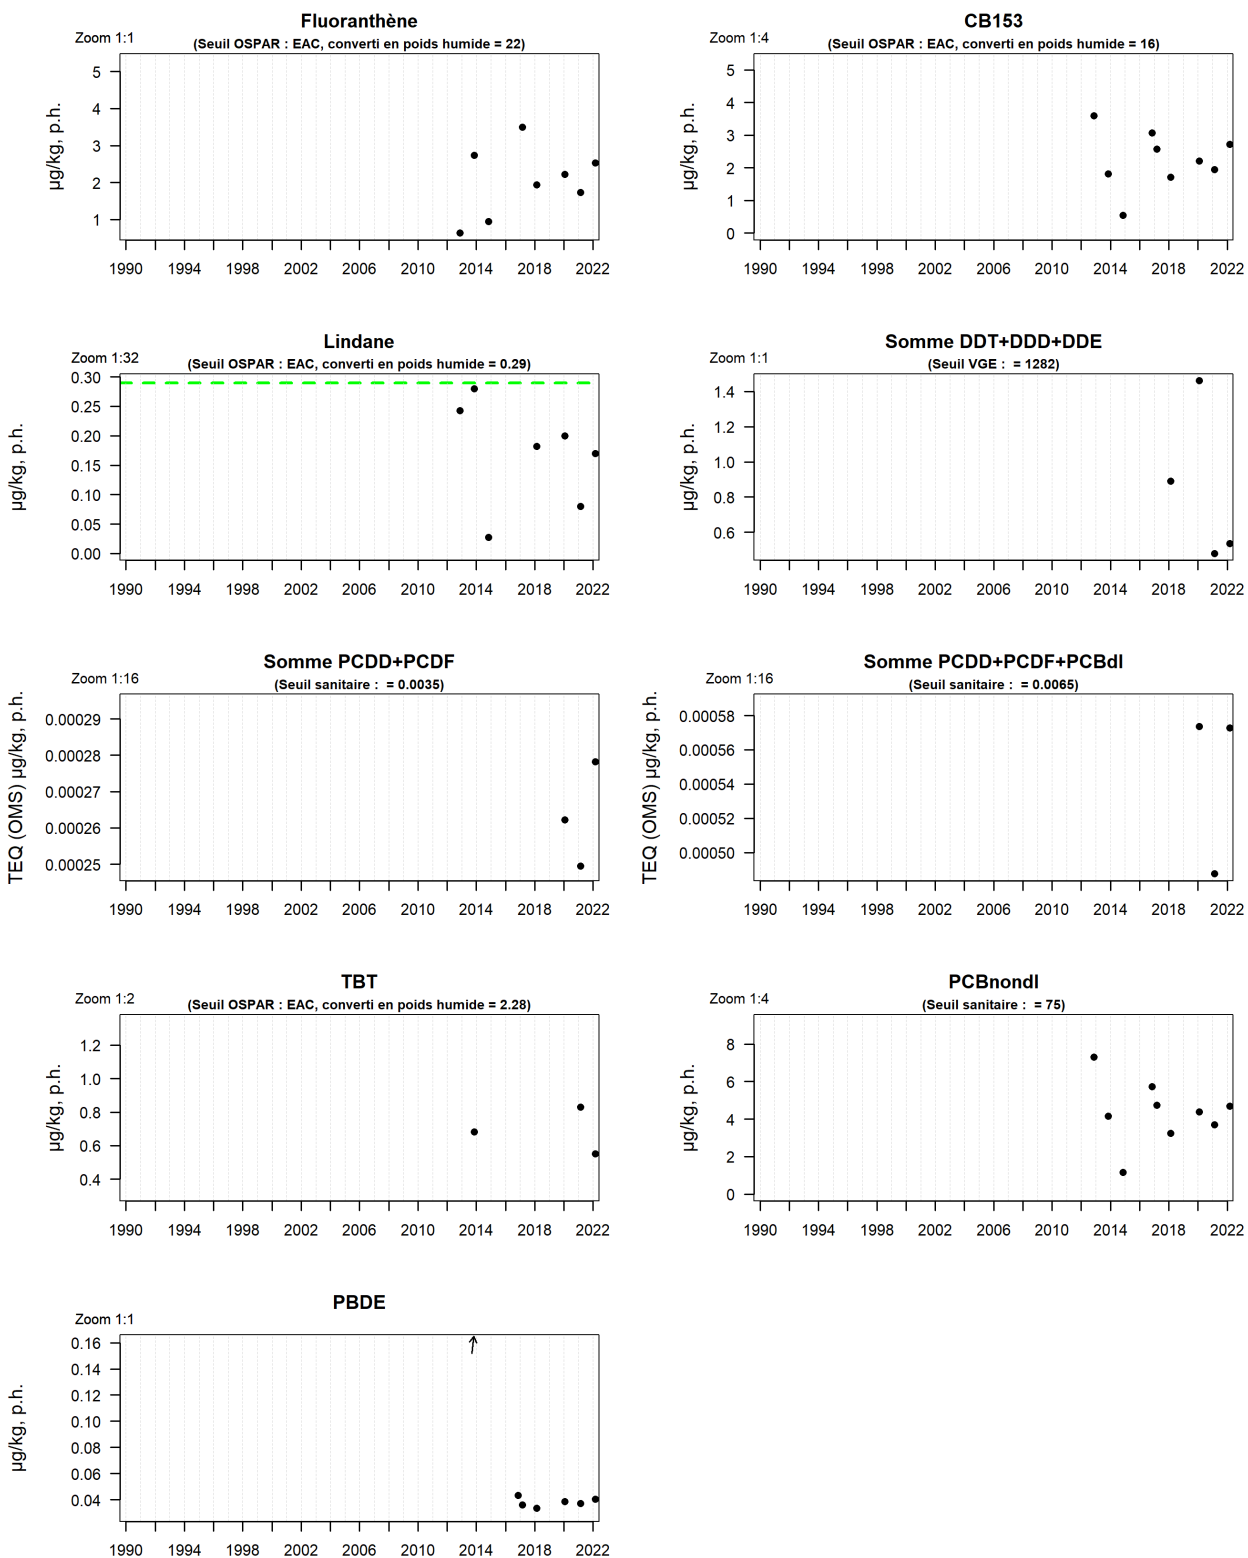 Fluoranthène
Zoom 1:1
(Seuil OSPAR : EAC, converti en poids humide = 22)
µg/kg, p.h.
5
4
3
2
1
1990 1994 1998 2002 2006 2010 2014 2018 2022
CB153
Zoom 1:4
(Seuil OSPAR : EAC, converti en poids humide = 16)
µg/kg, p.h.
5
4
3
2
1
0
1990 1994 1998 2002 2006 2010 2014 2018 2022
Lindane
Zoom 1:32
(Seuil OSPAR : EAC, converti en poids humide = 0.29)
µg/kg, p.h.
0.30
0.25
0.20
0.15
0.10
0.05
0.00
1990 1994 1998 2002 2006 2010 2014 2018 2022
Somme DDT+DDD+DDE
Zoom 1:1
(Seuil VGE :  = 1282)
µg/kg, p.h.
1.4
1.2
1.0
0.8
0.6
1990 1994 1998 2002 2006 2010 2014 2018 2022
Somme PCDD+PCDF
Zoom 1:16
(Seuil sanitaire :  = 0.0035)
TEQ (OMS) µg/kg, p.h.
0.00029
0.00028
0.00027
0.00026
0.00025
1990 1994 1998 2002 2006 2010 2014 2018 2022
Somme PCDD+PCDF+PCBdl
Zoom 1:16
(Seuil sanitaire :  = 0.0065)
TEQ (OMS) µg/kg, p.h.
0.00058
0.00056
0.00054
0.00052
0.00050
1990 1994 1998 2002 2006 2010 2014 2018 2022
TBT
Zoom 1:2
(Seuil OSPAR : EAC, converti en poids humide = 2.28)
µg/kg, p.h.
1.2
1.0
0.8
0.6
0.4
1990 1994 1998 2002 2006 2010 2014 2018 2022
PCBnondl
Zoom 1:4
(Seuil sanitaire :  = 75)
µg/kg, p.h.
8
6
4
2
0
1990 1994 1998 2002 2006 2010 2014 2018 2022
PBDE
Zoom 1:1
µg/kg, p.h.
0.16
0.14
0.12
0.10
0.08
0.06
0.04
1990 1994 1998 2002 2006 2010 2014 2018 2022